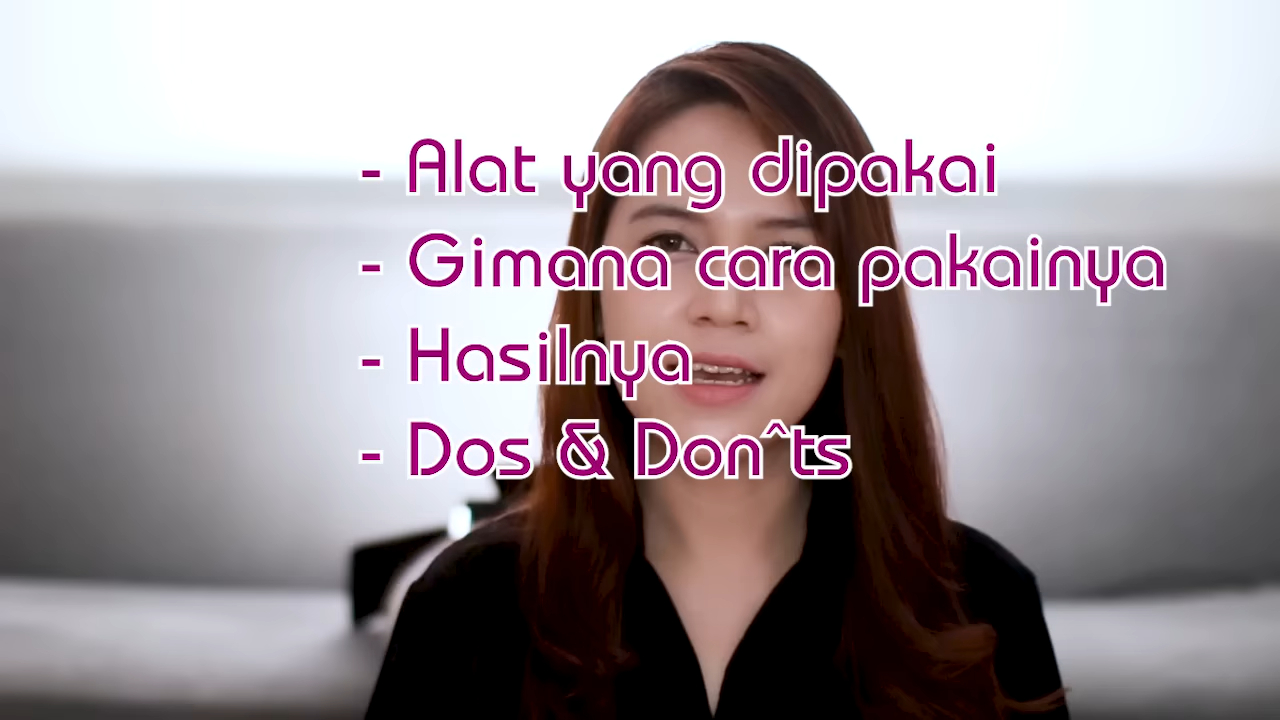 - Alat yang dipakai
- Gimana cara pakainya
- Hasilnya
- Dos & Don^ts